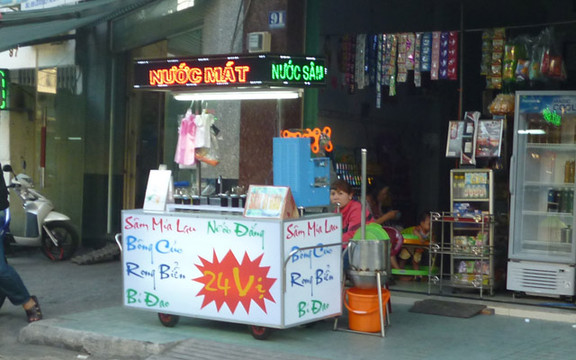 91
NƯỚC MÁT
NƯỚC SÂM
Sâm Mía Lau
Nước Đắng
Bông Cúc
Rong Biển
Bí Đao
24 Vị
Sâm Mía Lau
Bông Cúc
Rong Biển
Bí Đao